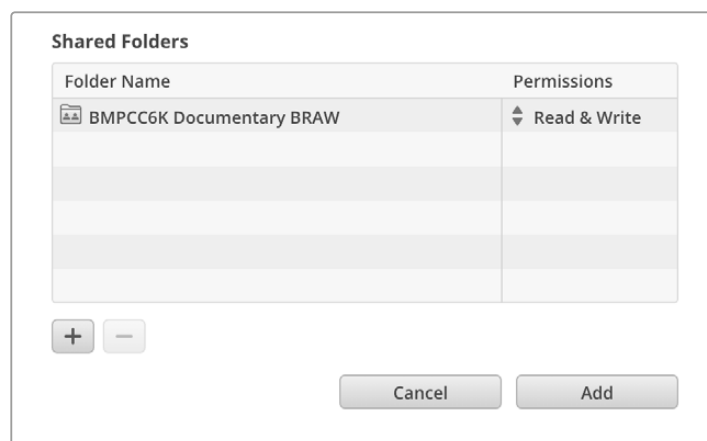 Shared Folders
Folder Name Permissions
BMPCC6K Documentary BRAW Read & Write
Cancel Add